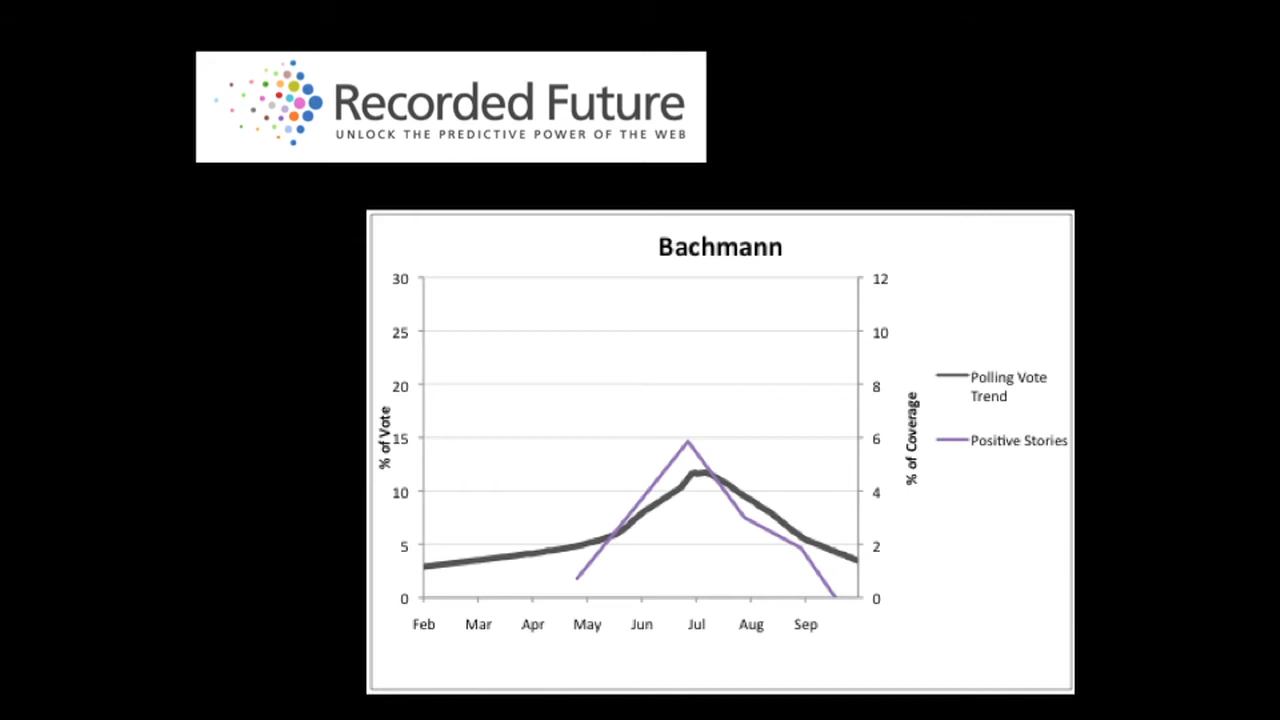 Recorded Future
UNLOCK THE PREDICTIVE POWER OF THE WEB
Bachmann
30
25
20
15
10
5
0
% of Vote
12
10
8
6
4
2
0
% of Coverage
Feb Mar Apr May Jun Jul Aug Sep
Polling Vote
Trend
Positive Stories